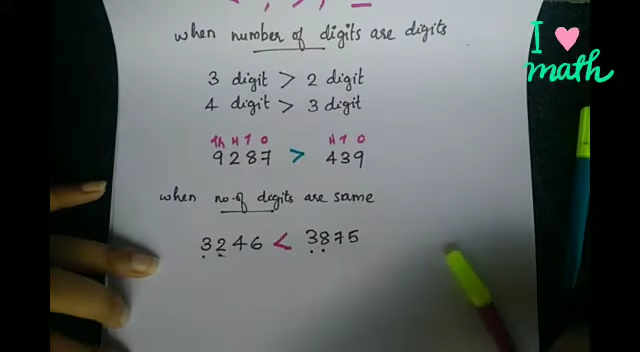 < , > , =
when number of digits are digits
3 digit > 2 digit
4 digit > 3 digit
Th H T O H T O
9287 > 439
when no. of digits are same
3246 < 3875
I ♥
math